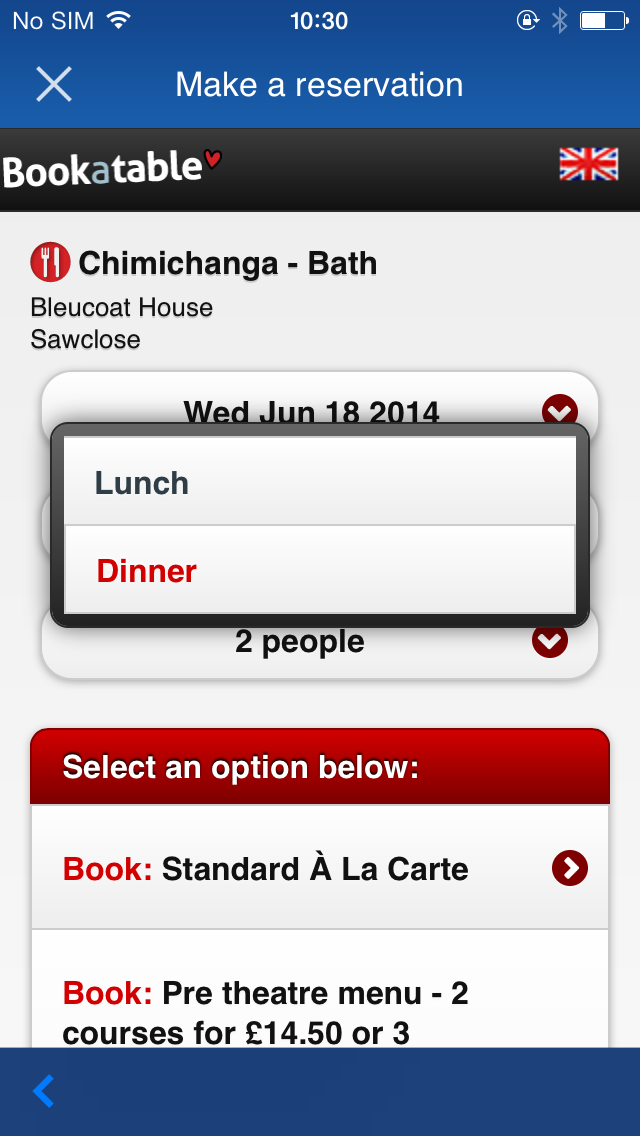 No SIM 10:30
Make a reservation
Bookatable
Chimichanga - Bath
Bleucoat House
Sawclose
Wed Jun 18 2014
Lunch
Dinner
2 people
Select an option below:
Book: Standard À La Carte
Book: Pre theatre menu - 2
courses for £14.50 or 3